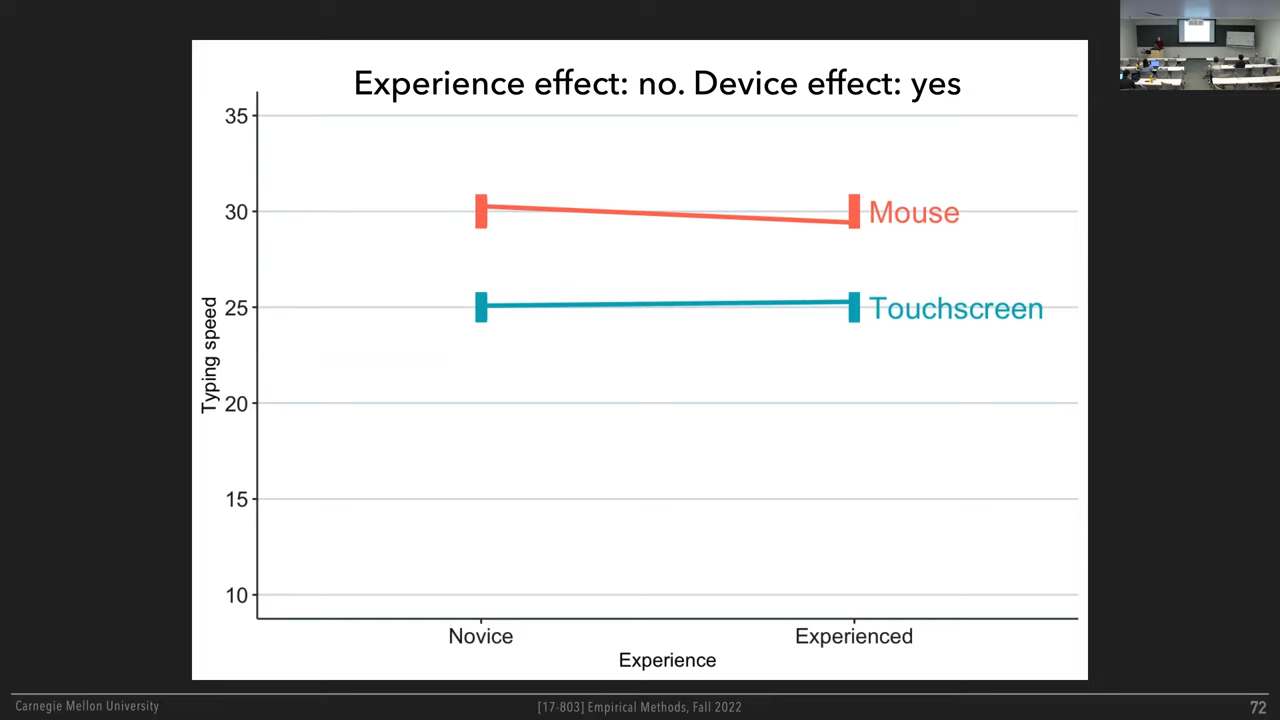 Experience effect: no. Device effect: yes
35
30
25
20
15
10
Typing speed
Mouse
Touchscreen
Novice
Experienced
Experience
Carnegie Mellon University
[17-803] Empirical Methods, Fall 2022
72